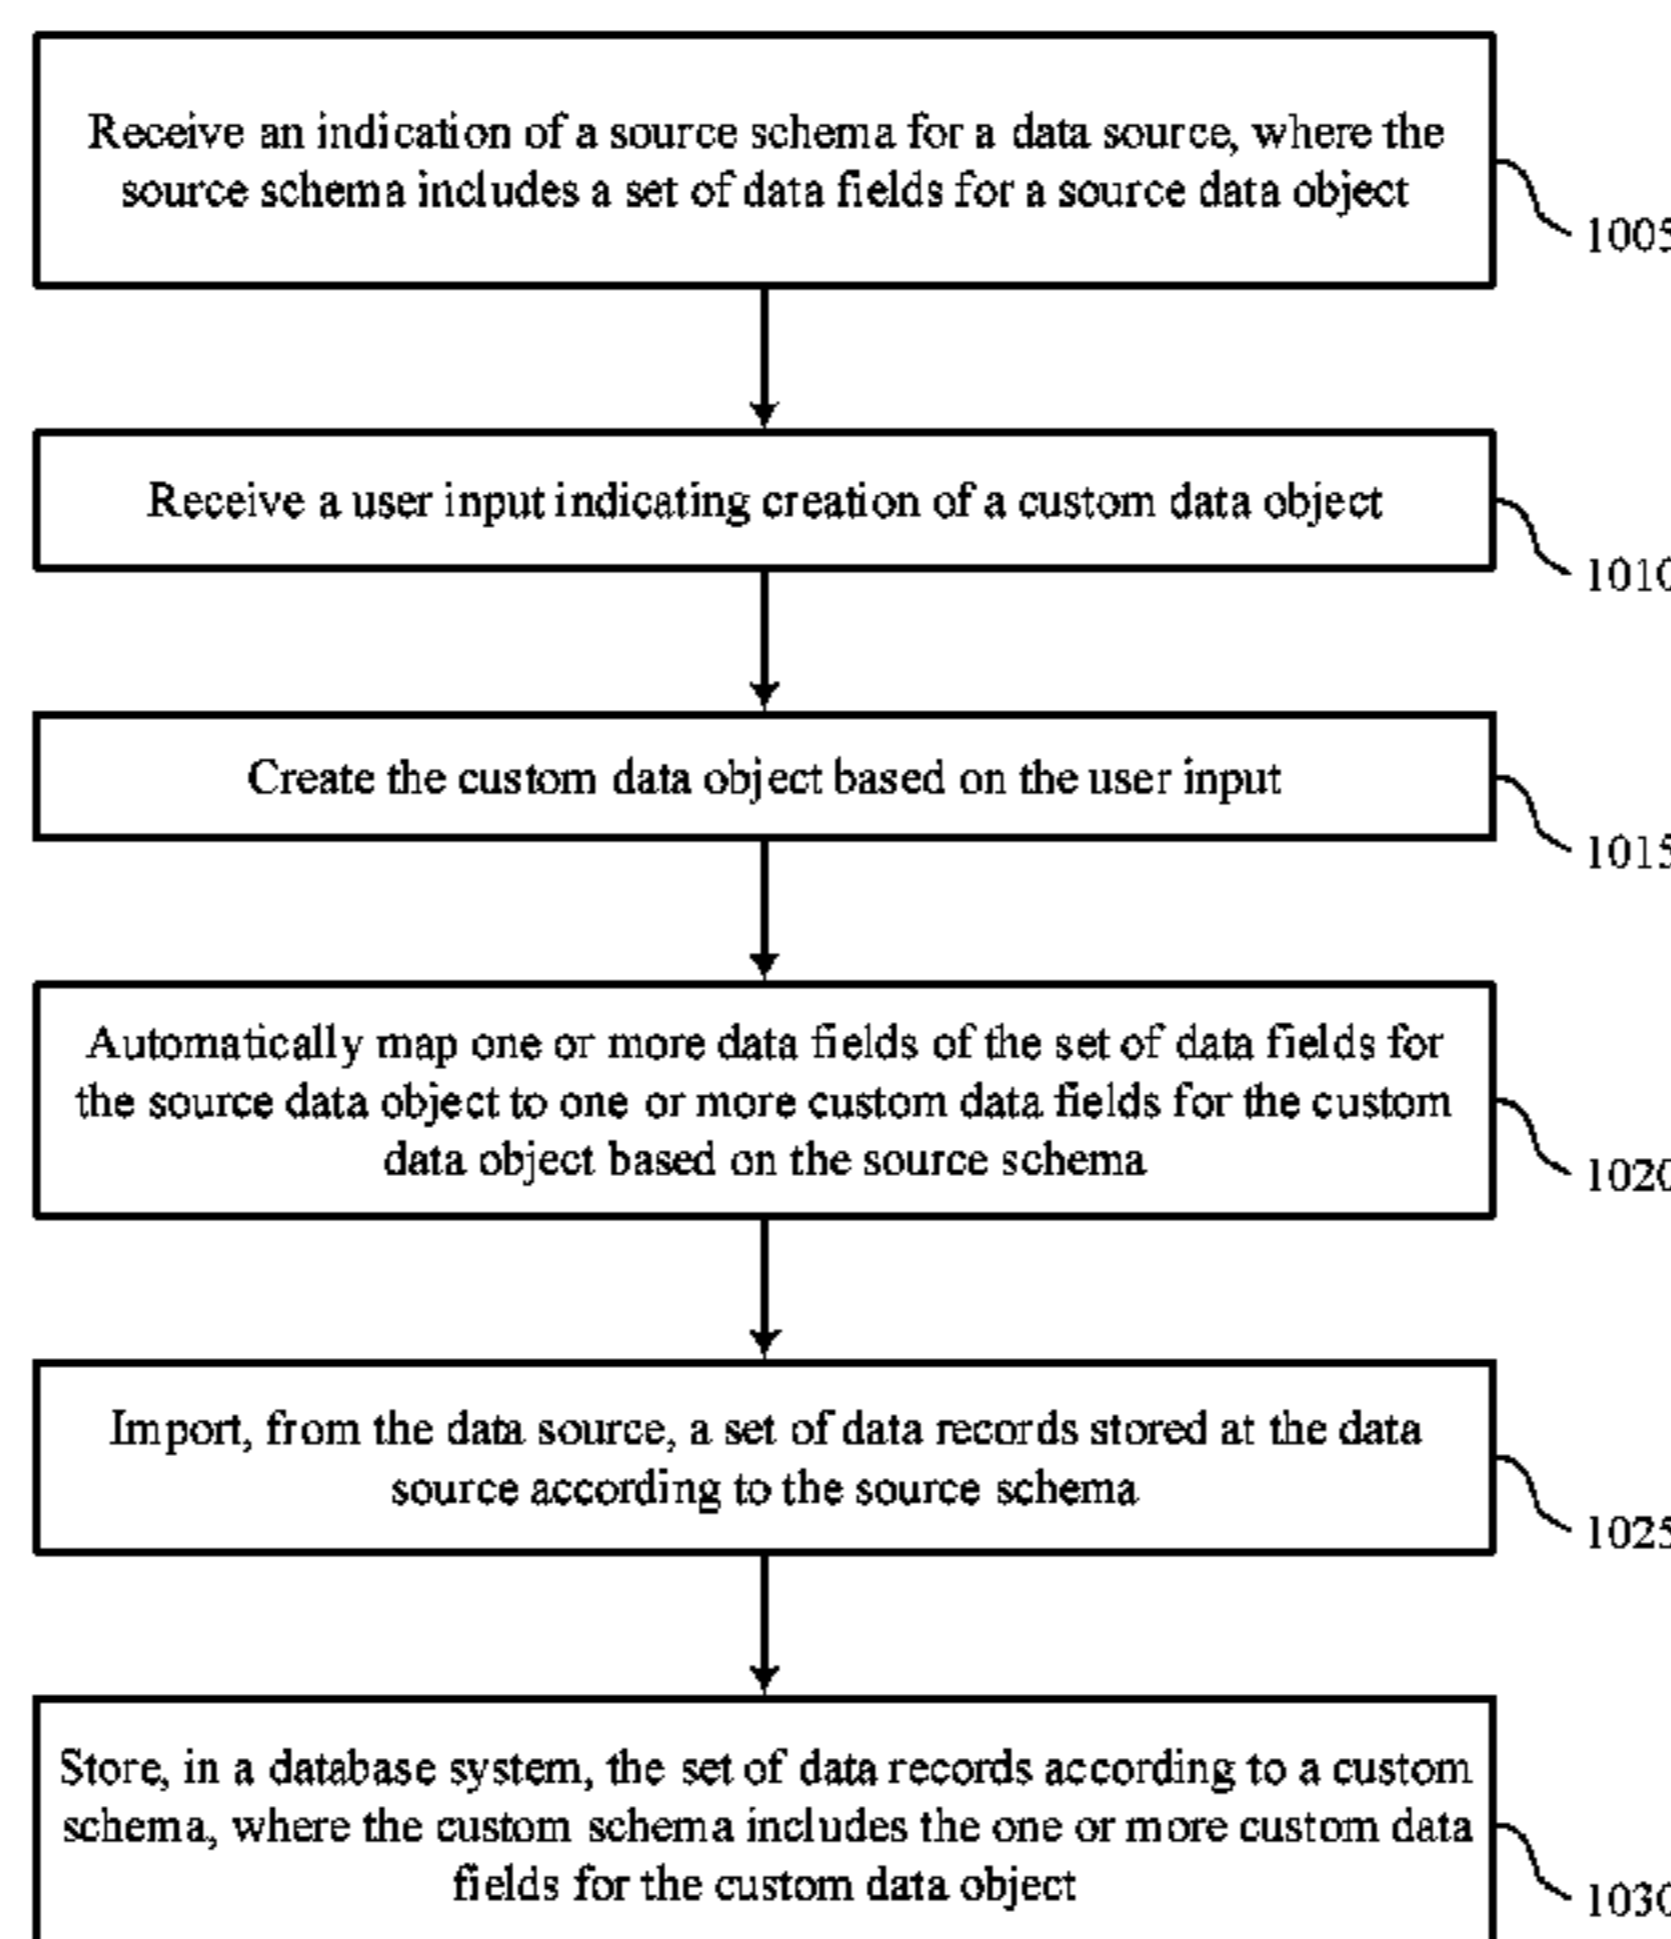 Receive an indication of a source schema for a data source, where the
source schema includes a set of data fields for a source data object
1005
Receive a user input indicating creation of a custom data object
1010
Create the custom data object based on the user input
1015
Automatically map one or more data fields of the set of data fields for
the source data object to one or more custom data fields for the custom
data object based on the source schema
1020
Import, from the data source, a set of data records stored at the data
source according to the source schema
1025
Store, in a database system, the set of data records according to a custom
schema, where the custom schema includes the one or more custom data
fields for the custom data object
1030